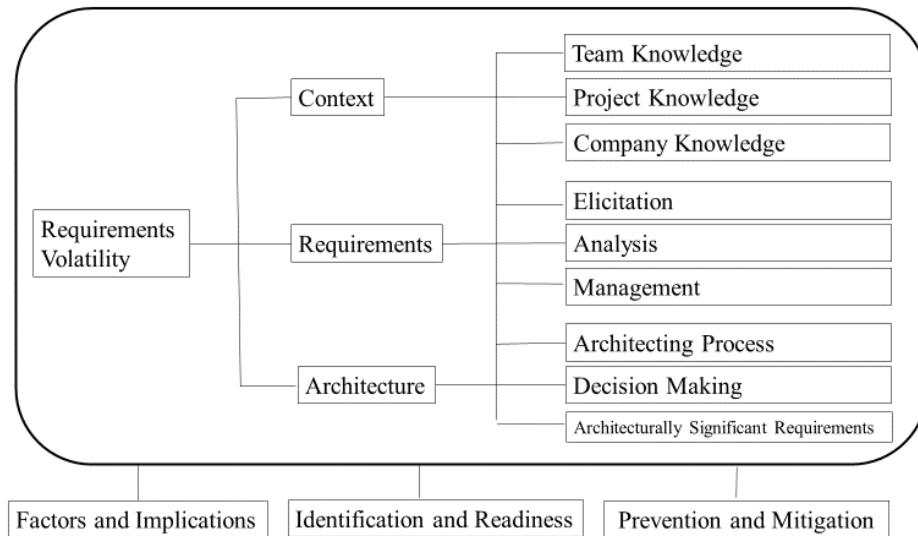 Team Knowledge
Context
Project Knowledge
Company Knowledge
Elicitation
Requirements
Volatility
Requirements
Analysis
Management
Architecting Process
Architecture
Decision Making
Architecturally Significant Requirements
Factors and Implications
Identification and Readiness
Prevention and Mitigation